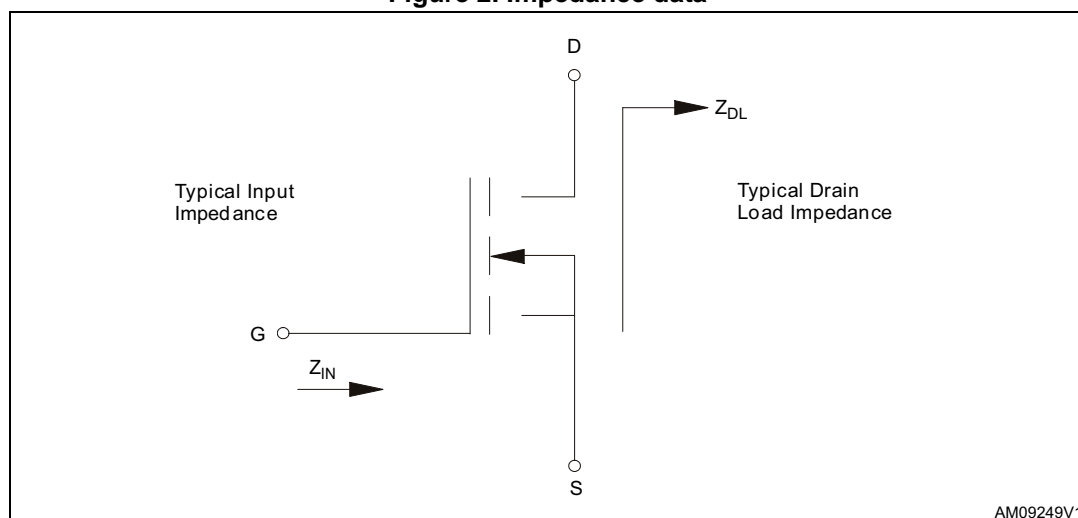 Figure 2. Impedance data
D
Z_DL
Typical Input
Impedance
Typical Drain
Load Impedance
G
Z_IN
S
AM09249V1